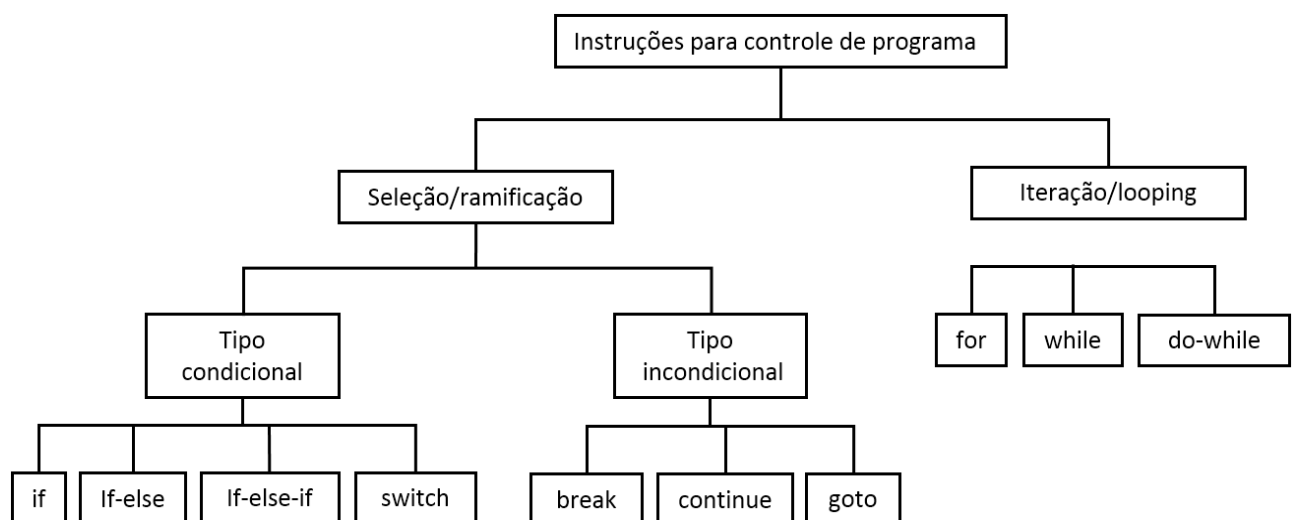 Instruções para controle de programa
Seleção/ramificação
Iteração/looping
Tipo
condicional
Tipo
incondicional
for
while
do-while
if
If-else
If-else-if
switch
break
continue
goto